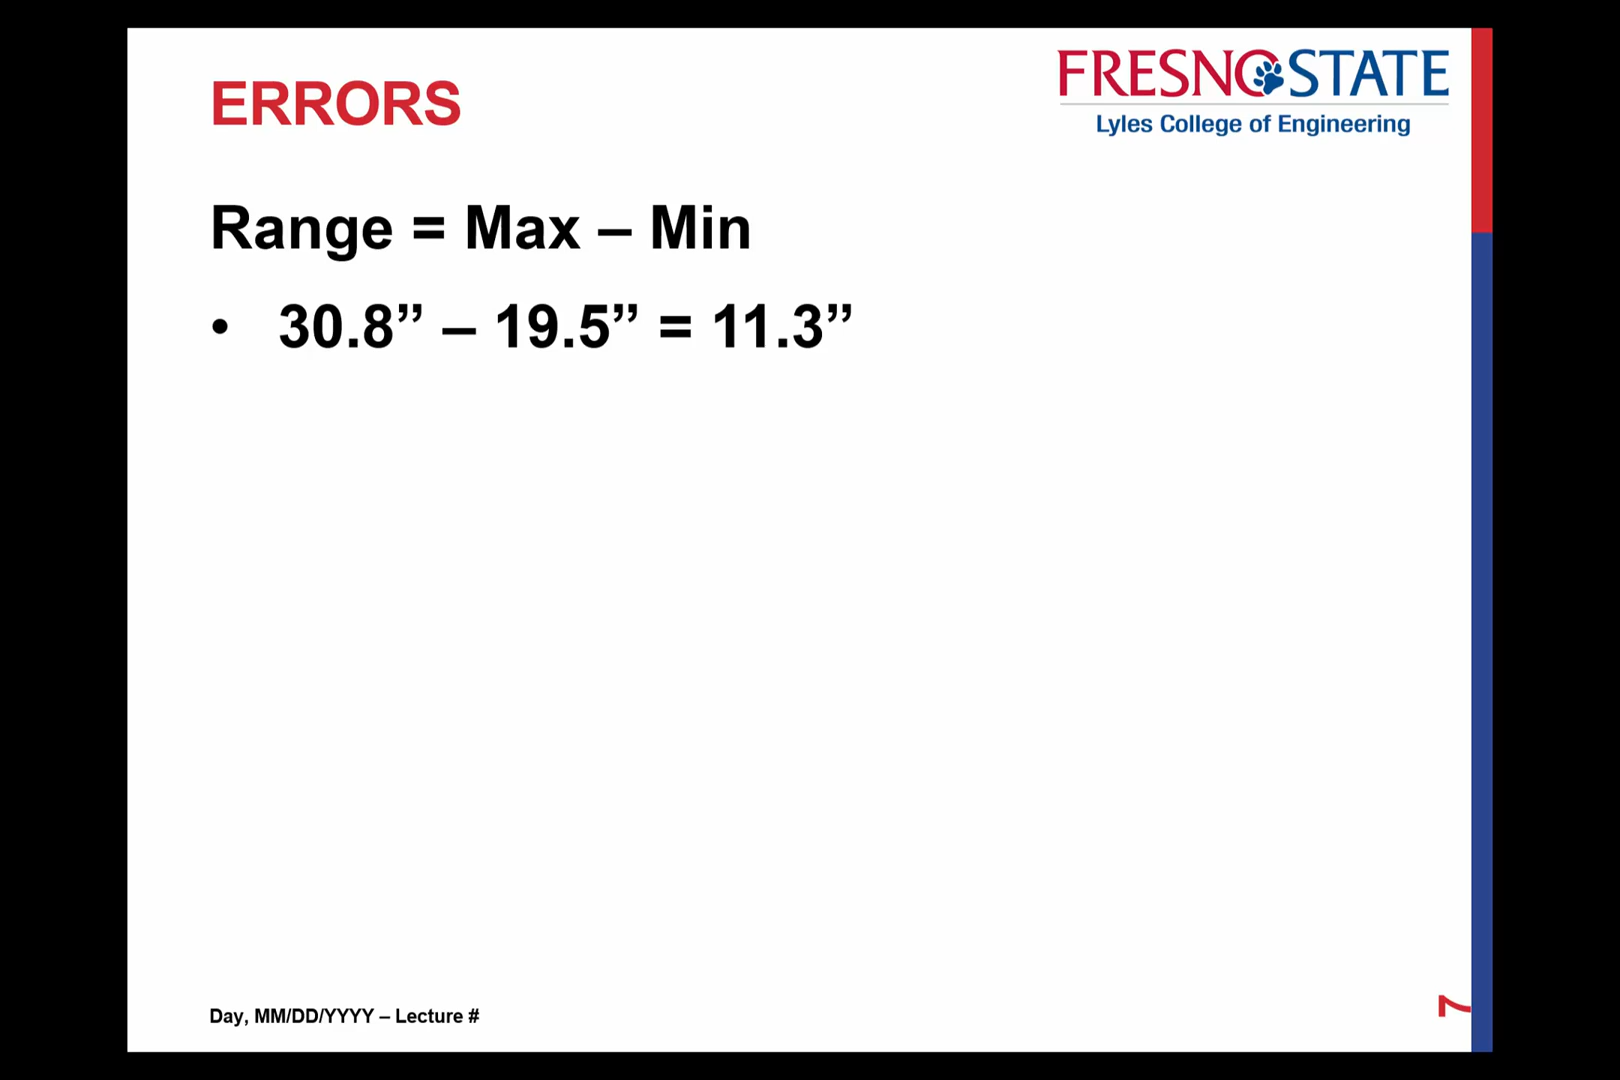 FRESNO STATE
Lyles College of Engineering
ERRORS
Range = Max – Min
• 30.8” – 19.5” = 11.3”
Day, MM/DD/YYYY – Lecture #
7